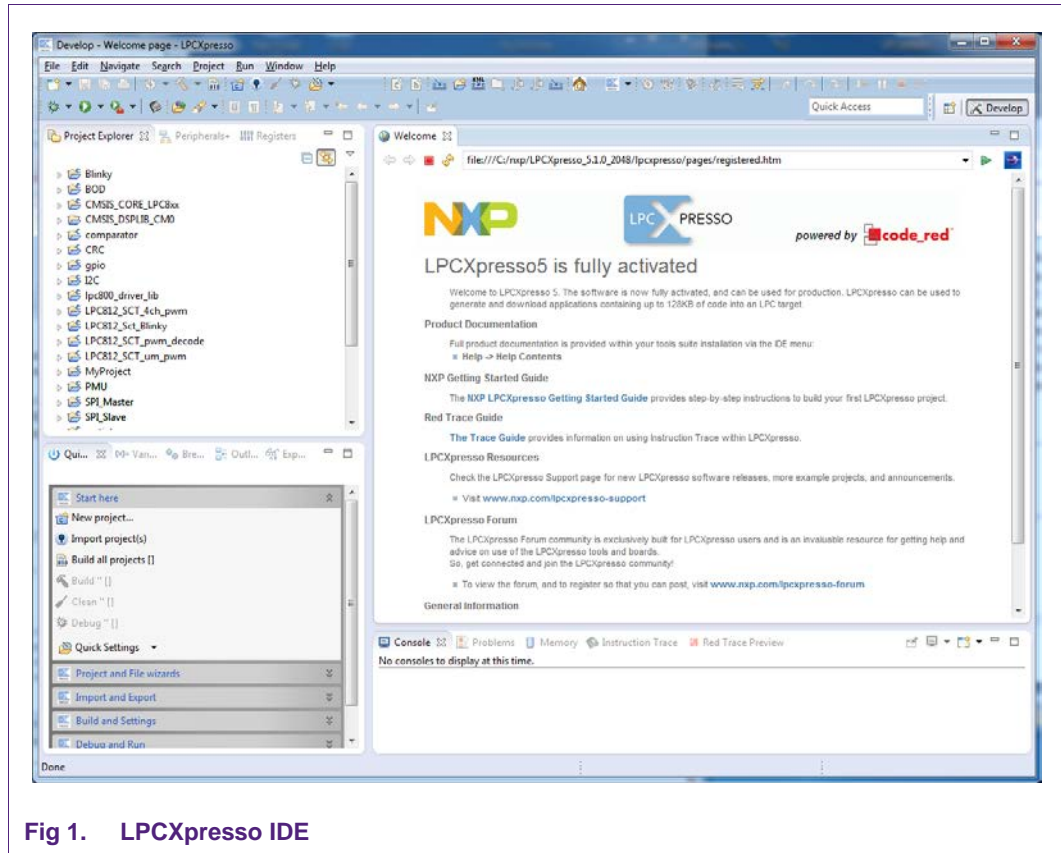 Develop - Welcome page - LPCXpresso
File Edit Navigate Search Project Run Window Help
Quick Access
Develop
Project Explorer Peripherals+ Registers
Blinky
BOD
CMSIS_CORE_LPC8xx
CMSIS_DSPLIB_CM0
comparator
CRC
gpio
I2C
lpc800_driver_lib
LPC812_SCT_4ch_pwm
LPC812_Sct_Blinky
LPC812_SCT_pwm_decode
LPC812_SCT_um_pwm
MyProject
PMU
SPI_Master
SPI_Slave
Qui... (x)= Van... Bre... Outl... Exp...
Start here
New project...
Import project(s)
Build all projects []
Build '' []
Clean '' []
Debug '' []
Quick Settings
Project and File wizards
Import and Export
Build and Settings
Debug and Run
Done
Welcome
file:///C:/nxp/LPCXpresso_5.1.0_2048/lpcxpresso/pages/registered.htm
NXP
LPC XPRESSO
powered by code_red
LPCXpresso5 is fully activated
Welcome to LPCXpresso 5. The software is now fully activated, and can be used for production. LPCXpresso can be used to
generate and download applications containing up to 128KB of code into an LPC target
Product Documentation
Full product documentation is provided within your tools suite installation via the IDE menu:
Help -> Help Contents
NXP Getting Started Guide
The NXP LPCXpresso Getting Started Guide provides step-by-step instructions to build your first LPCXpresso project.
Red Trace Guide
The Trace Guide provides information on using Instruction Trace within LPCXpresso.
LPCXpresso Resources
Check the LPCXpresso Support page for new LPCXpresso software releases, more example projects, and announcements.
Visit www.nxp.com/lpcxpresso-support
LPCXpresso Forum
The LPCXpresso Forum community is exclusively built for LPCXpresso users and is an invaluable resource for getting help and
advice on use of the LPCXpresso tools and boards.
So, get connected and join the LPCXpresso community!
To view the forum, and to register so that you can post, visit www.nxp.com/lpcxpresso-forum
General Information
Console Problems Memory Instruction Trace Red Trace Preview
No consoles to display at this time.
Fig 1. LPCXpresso IDE